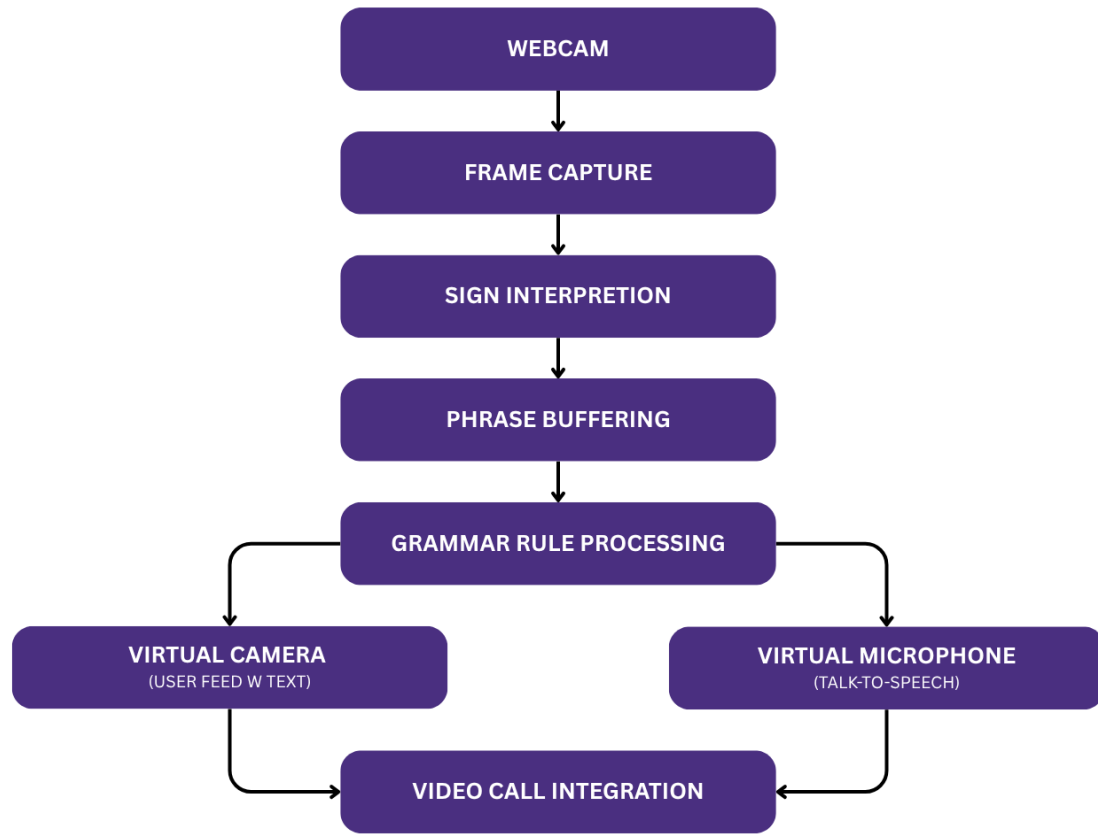 WEBCAM
FRAME CAPTURE
SIGN INTERPRETION
PHRASE BUFFERING
GRAMMAR RULE PROCESSING
VIRTUAL CAMERA
(USER FEED W TEXT)
VIRTUAL MICROPHONE
(TALK-TO-SPEECH)
VIDEO CALL INTEGRATION